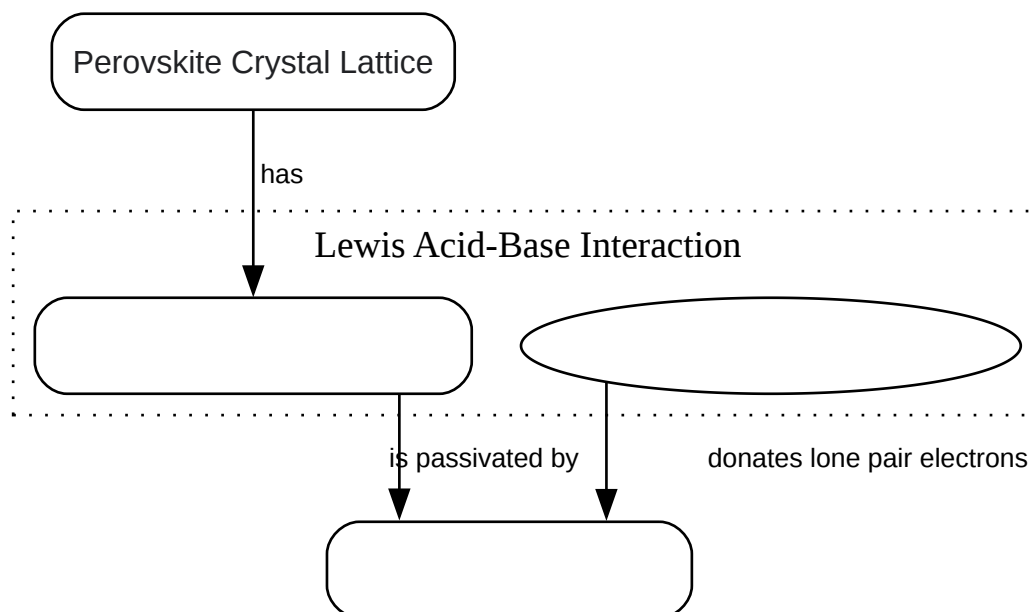 Perovskite Crystal Lattice
has
Lewis Acid-Base Interaction
is passivated by
donates lone pair electrons